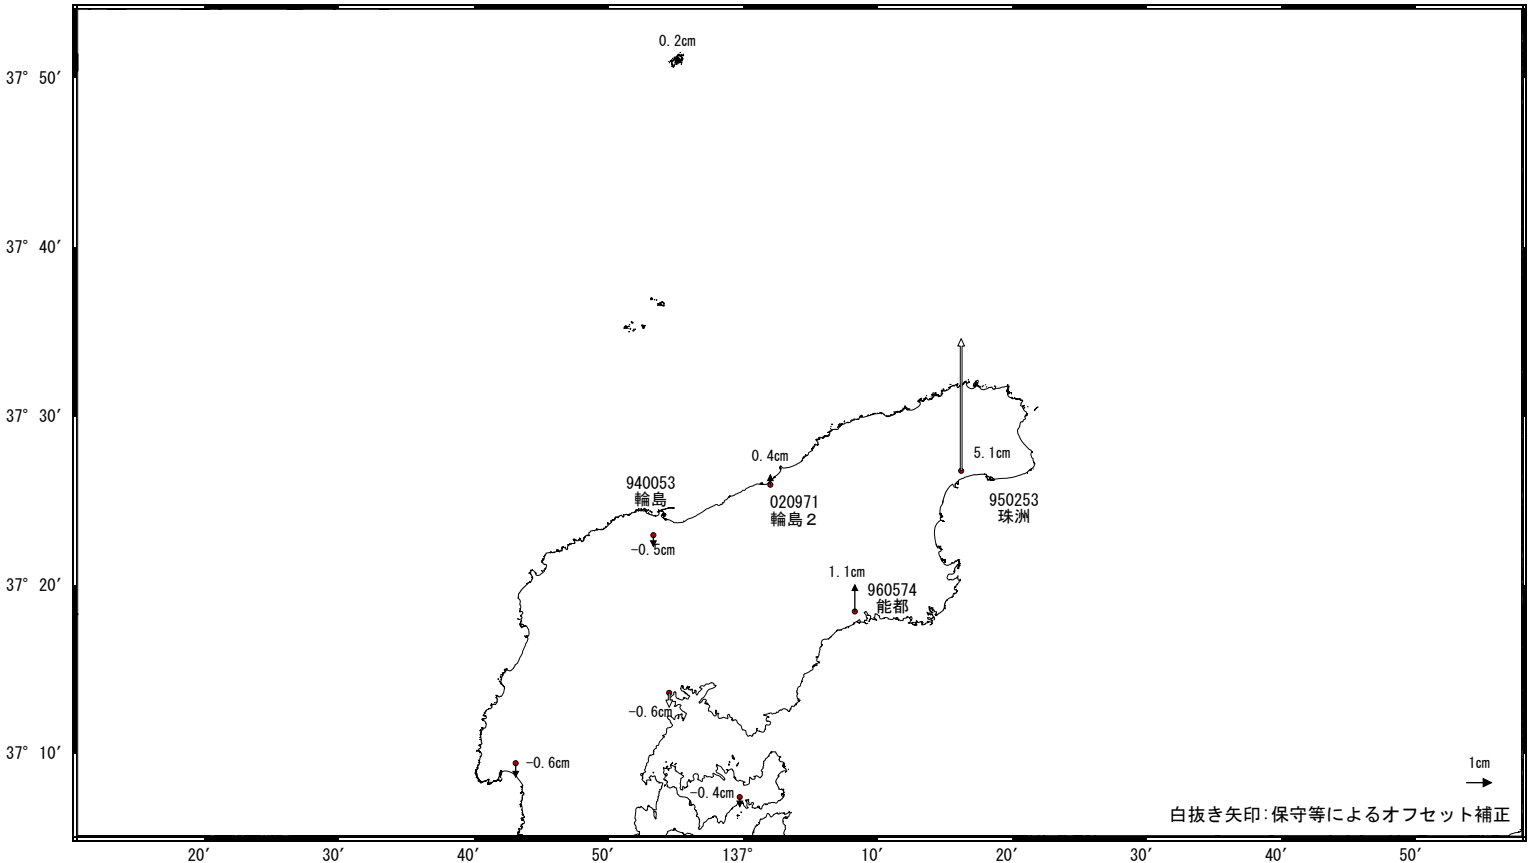 0.2cm
37° 50′
37° 40′
37° 30′
5.1cm
0.4cm
940053
輪島
020971
輪島２
950253
珠洲
-0.5cm
1.1cm
37° 20′
960574
能都
-0.6cm
37° 10′
-0.6cm
1cm
-0.4cm
白抜き矢印:保守等によるオフセット補正
20′
30′
40′
50′
137°
10′
20′
30′
40′
50′